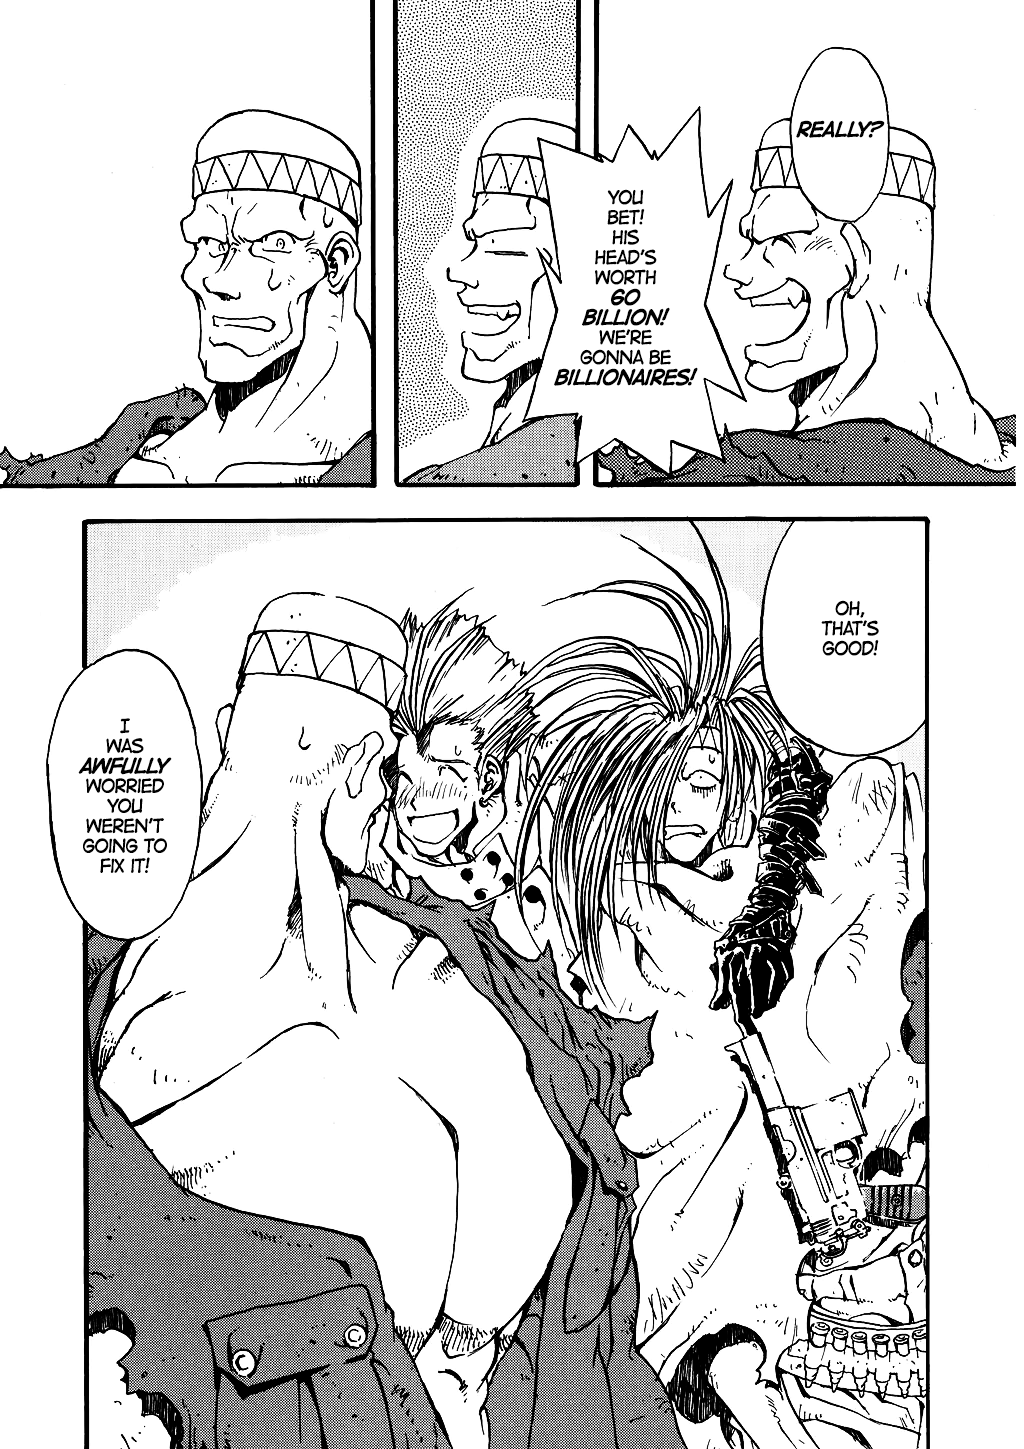 REALLY?
YOU
BET!
HIS
HEAD'S
WORTH
60
BILLION!
WE'RE
GONNA BE
BILLIONAIRES!
OH,
THAT'S
GOOD!
I
WAS
AWFULLY
WORRIED
YOU
WEREN'T
GOING TO
FIX IT!